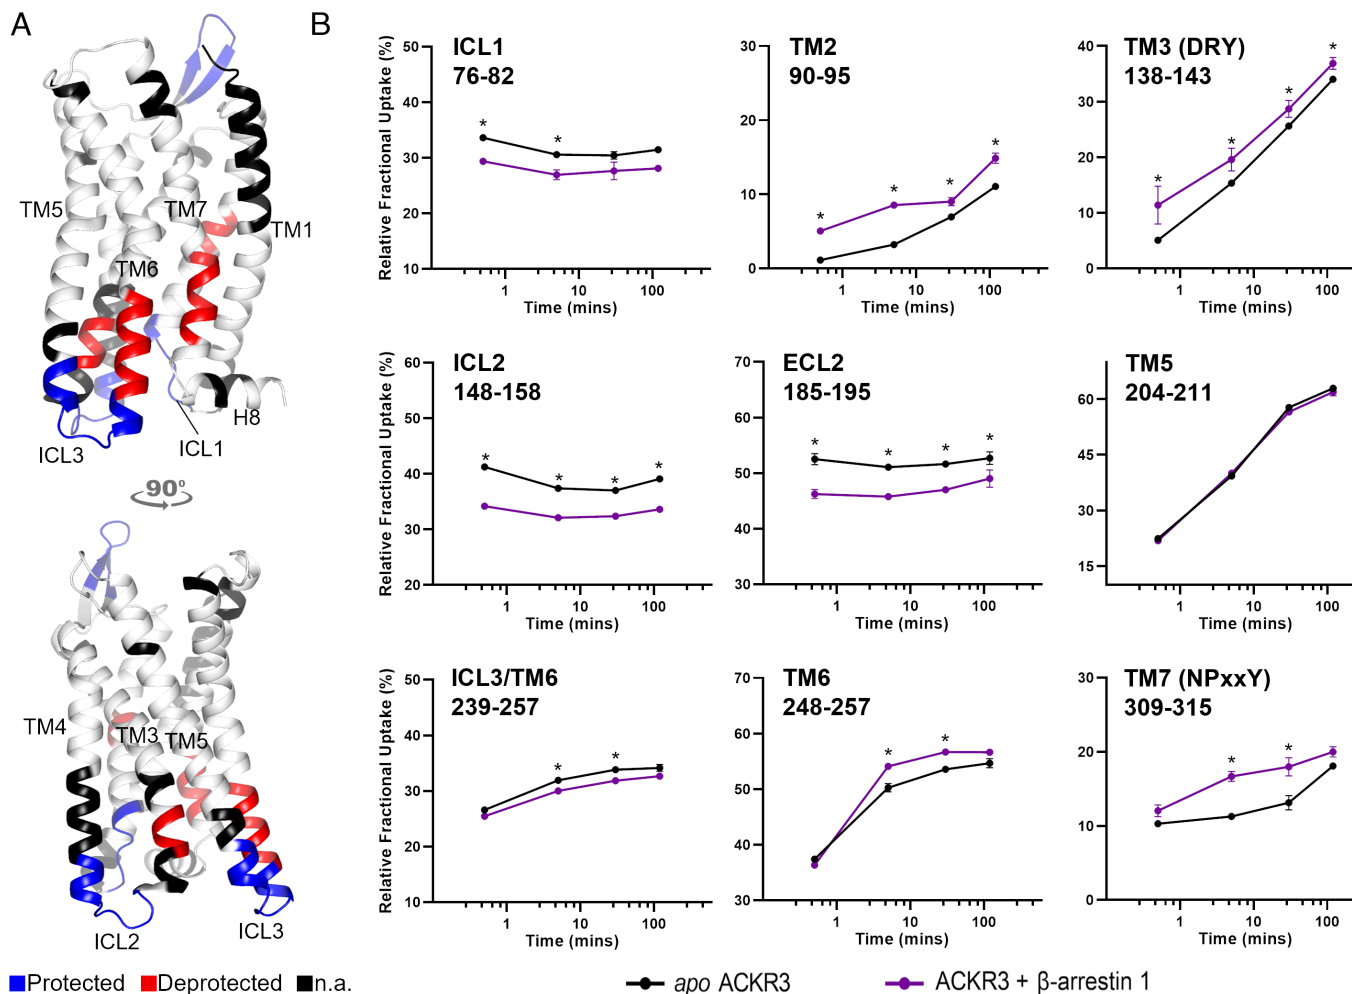 A
B
TM5
TM7
TM1
TM6
H8
ICL1
ICL3
90º
TM4
TM3
TM5
ICL2
ICL3
Protected
Deprotected
n.a.
ICL1
76-82
Relative Fractional Uptake (%)
50
40
30
20
10
*
*
1
10
100
Time (mins)
TM2
90-95
30
20
10
0
*
*
*
*
1
10
100
Time (mins)
TM3 (DRY)
138-143
40
30
20
10
0
*
*
*
*
1
10
100
Time (mins)
ICL2
148-158
Relative Fractional Uptake (%)
60
50
40
30
20
*
*
*
*
1
10
100
Time (mins)
ECL2
185-195
70
60
50
40
30
*
*
*
*
1
10
100
Time (mins)
TM5
204-211
60
45
30
15
1
10
100
Time (mins)
ICL3/TM6
239-257
Relative Fractional Uptake (%)
50
40
30
20
10
*
*
1
10
100
Time (mins)
TM6
248-257
70
60
50
40
30
*
*
1
10
100
Time (mins)
TM7 (NPxxY)
309-315
30
20
10
0
*
*
1
10
100
Time (mins)
apo ACKR3
ACKR3 + β-arrestin 1